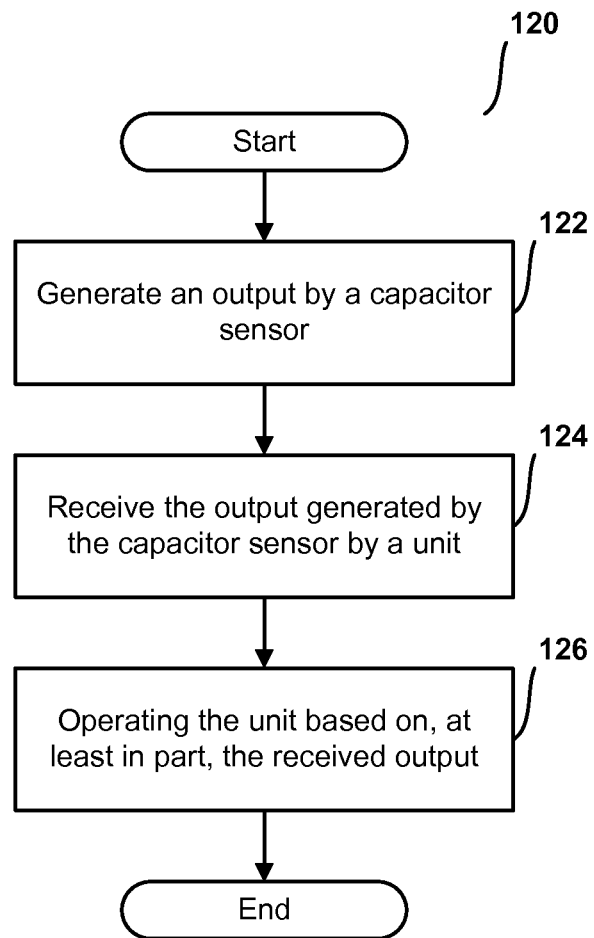 120
Start
122
Generate an output by a capacitor
sensor
124
Receive the output generated by
the capacitor sensor by a unit
126
Operating the unit based on, at
least in part, the received output
End